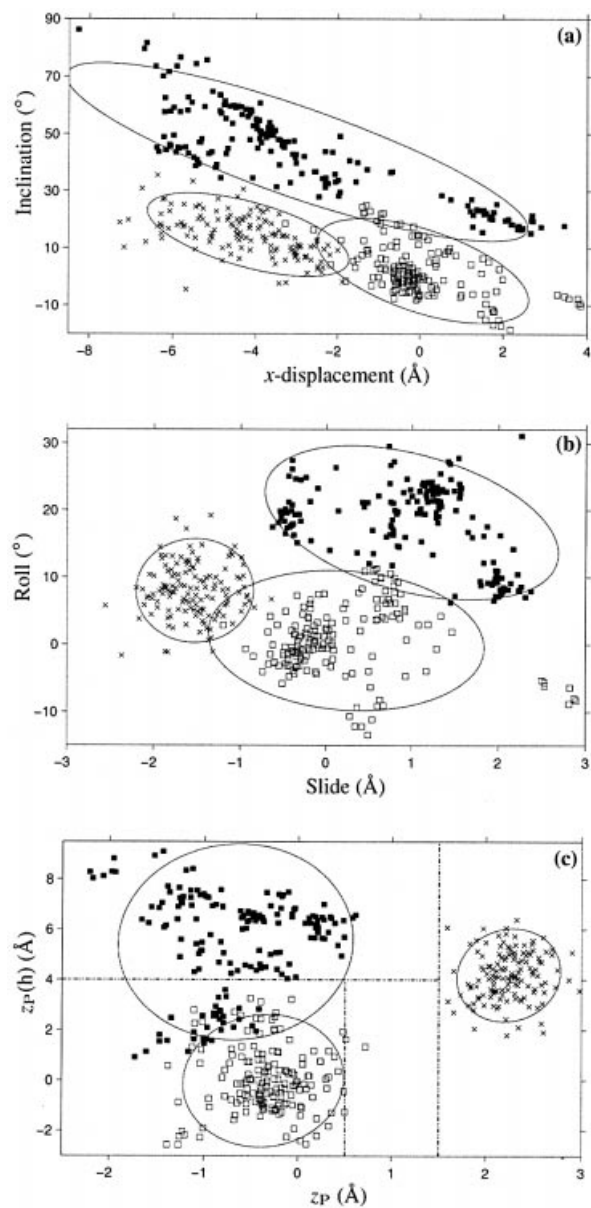 (a)
90
70
50
30
10
−10
Inclination (°)
−8 −6 −4 −2 0 2 4
x-displacement (Å)
(b)
30
20
10
0
−10
Roll (°)
−3 −2 −1 0 1 2 3
Slide (Å)
(c)
8
6
4
2
0
−2
zP(h) (Å)
−2 −1 0 1 2 3
zP (Å)